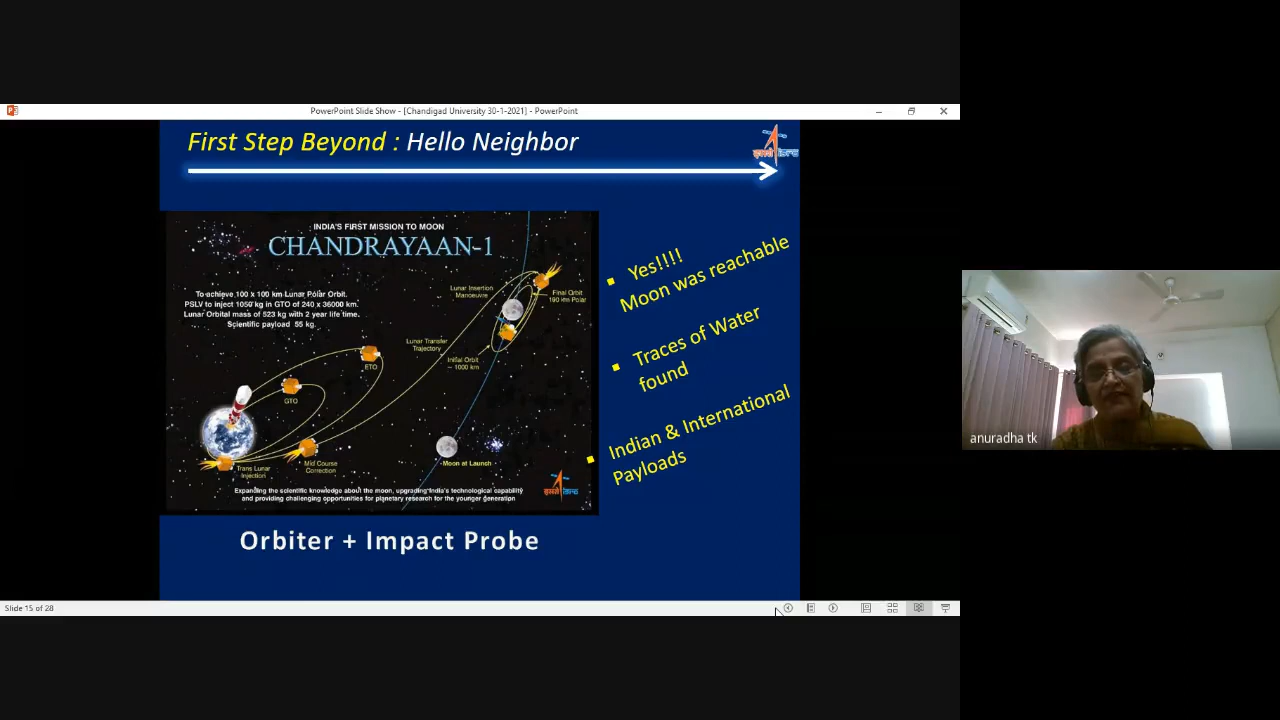 PowerPoint Slide Show - [Chandigad University 30-1-2021] - PowerPoint
First Step Beyond : Hello Neighbor
इसरो isro
INDIA'S FIRST MISSION TO MOON
CHANDRAYAAN-1
To achieve 100 x 100 km Lunar Polar Orbit.
PSLV to inject 1050 kg in GTO of 240 x 36000 km.
Lunar Orbital mass of 523 kg with 2 year life time.
Scientific payload 55 kg.
Lunar Insertion
Manoeuvre
Final Orbit
100 km Polar
Lunar Transfer
Trajectory
Initial Orbit
~ 1000 km
ETO
GTO
Mid Course
Correction
Trans Lunar
Injection
Moon at Launch
Expanding the scientific knowledge about the moon, upgrading India's technological capability
and providing challenging opportunities for planetary research for the younger generation
इसरो isro
Orbiter + Impact Probe
▪ Yes!!!!
Moon was reachable
▪ Traces of Water
found
▪ Indian & International
Payloads
anuradha tk
Slide 15 of 28